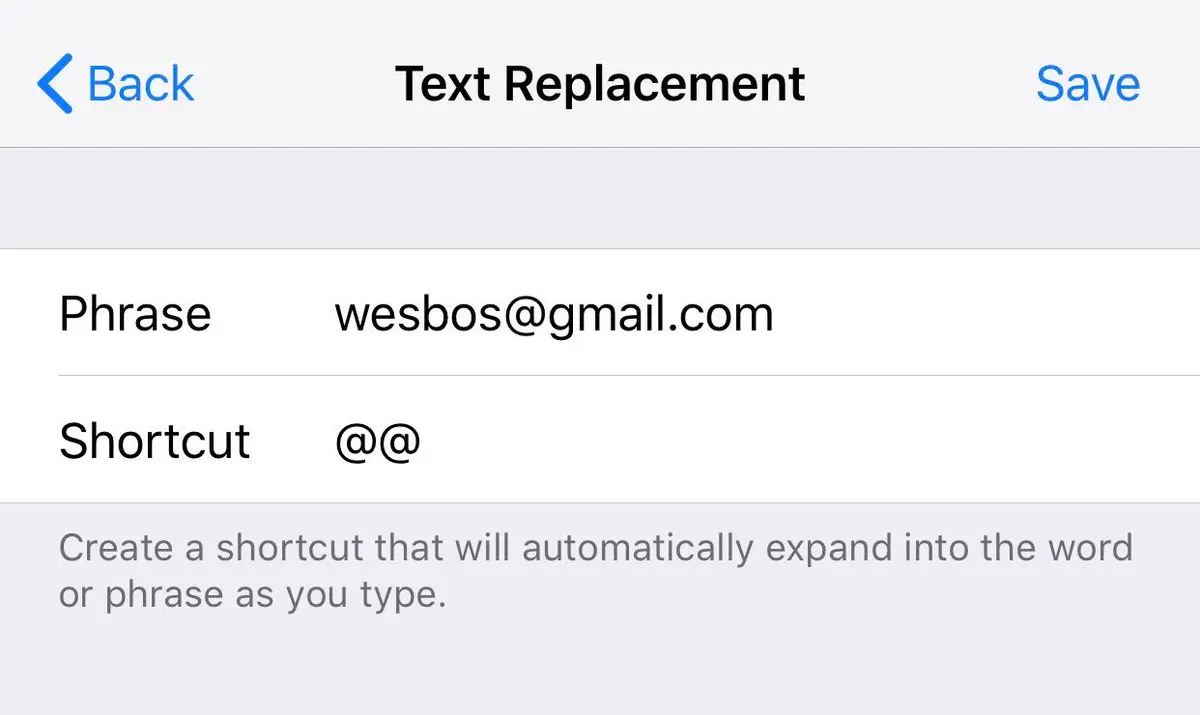 Back Text Replacement Save
Phrase wesbos@gmail.com
Shortcut @@
Create a shortcut that will automatically expand into the word
or phrase as you type.